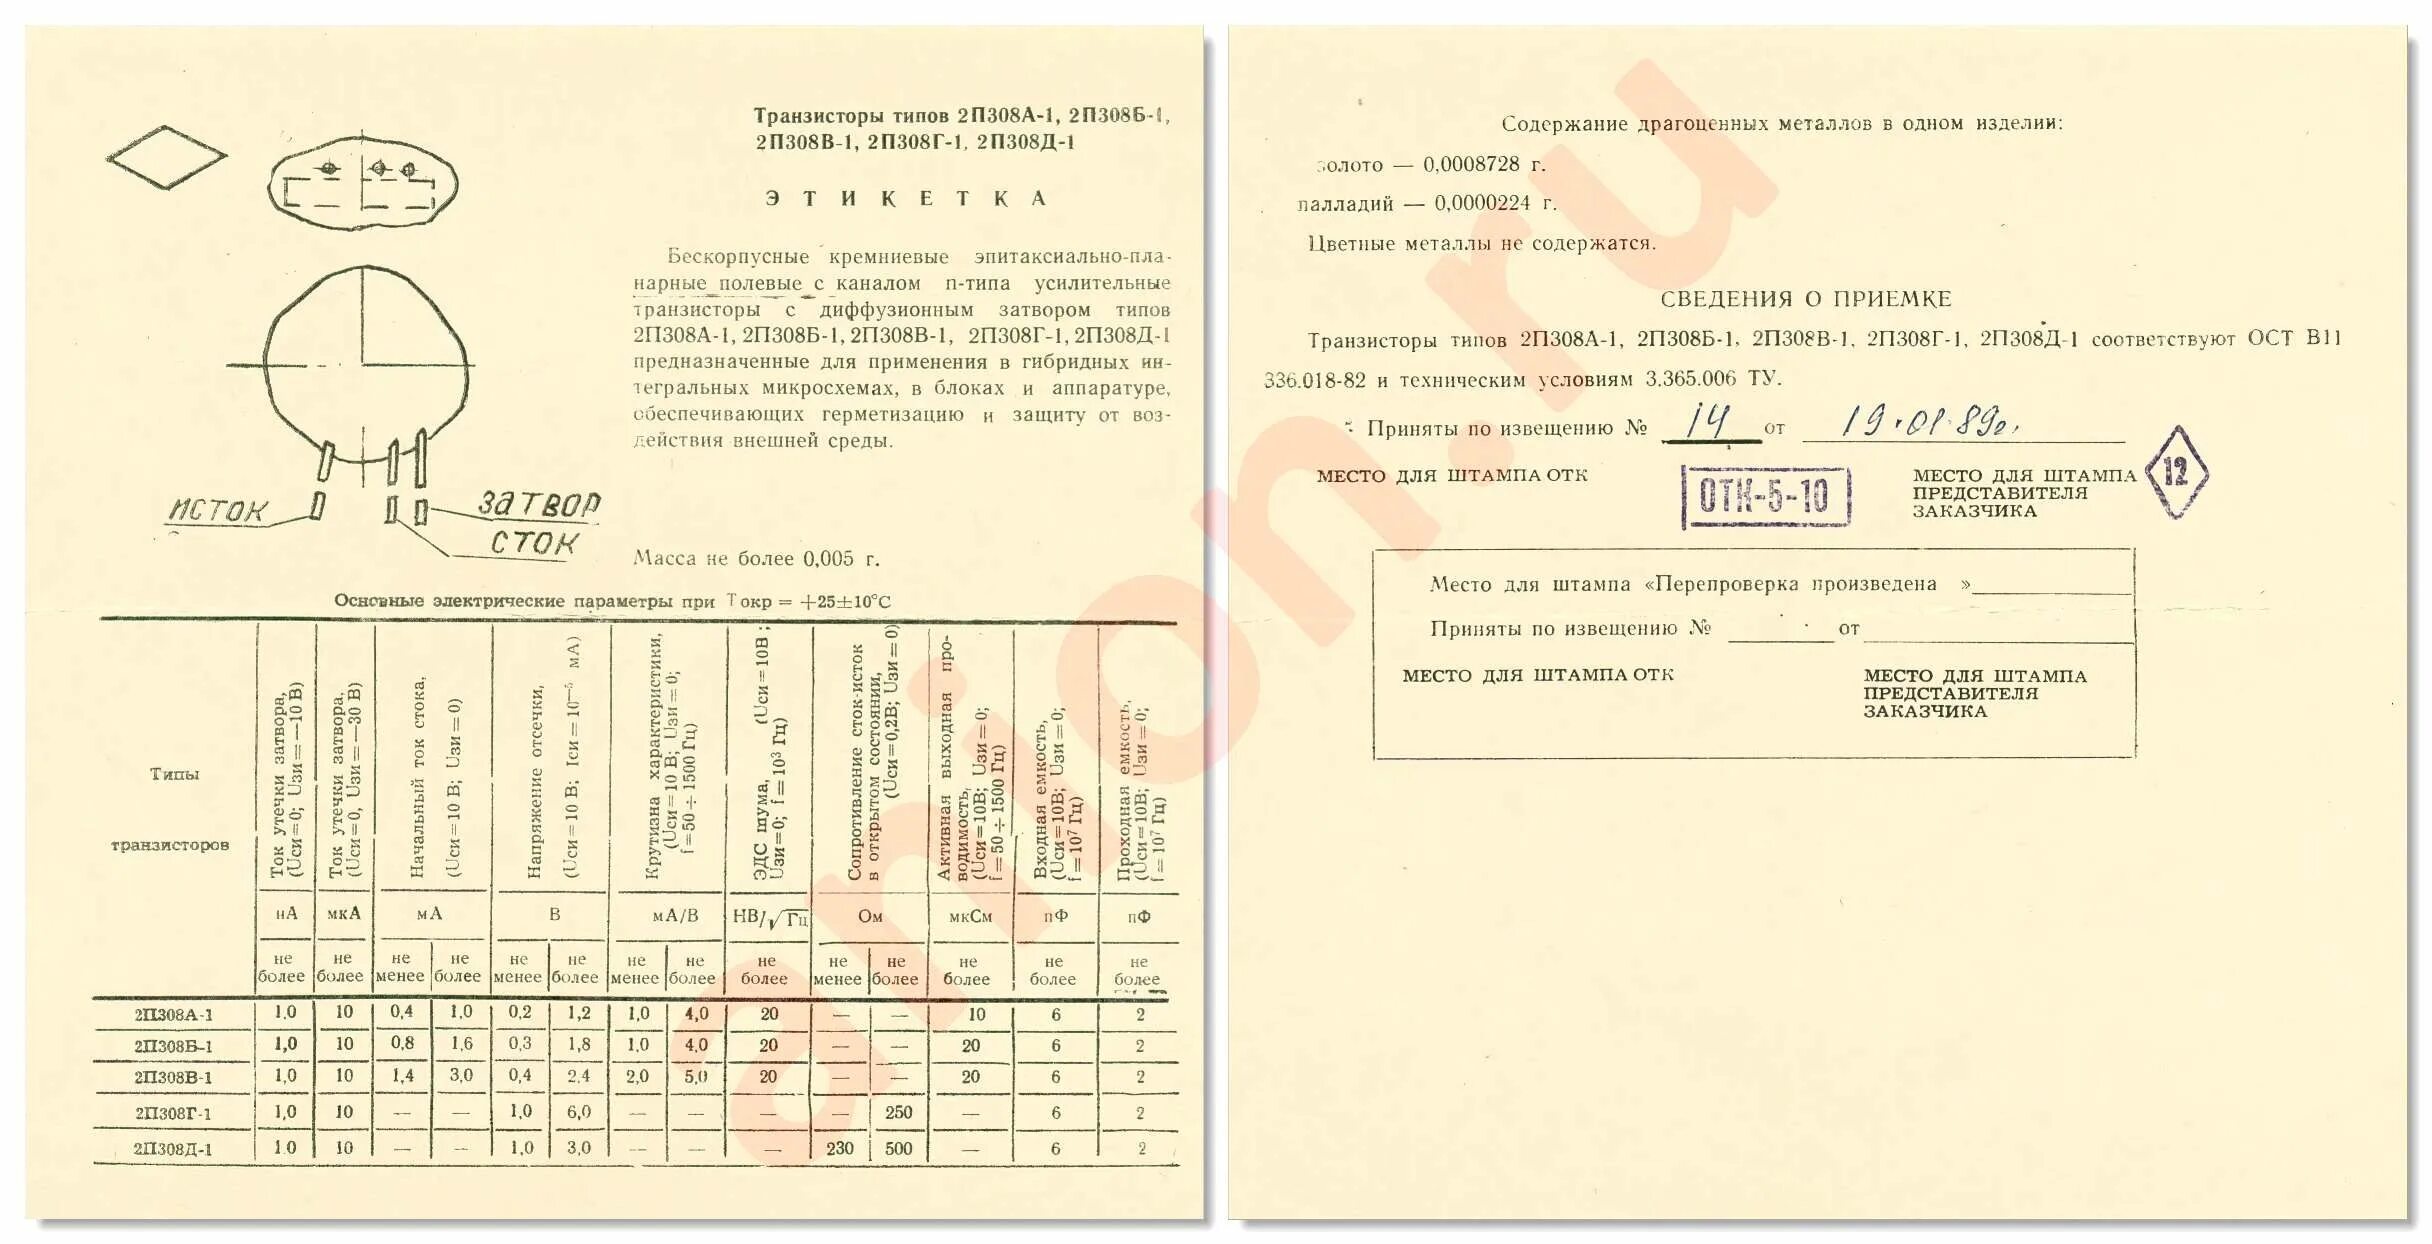 Транзисторы типов 2П308А-1, 2П308Б-1,
2П308В-1, 2П308Г-1, 2П308Д-1
ЭТИКЕТКА
Бескорпусные кремниевые эпитаксиально-пла-
нарные полевые с каналом п-типа усилительные
транзисторы с диффузионным затвором типов
2П308А-1, 2П308Б-1, 2П308В-1, 2П308Г-1, 2П308Д-1
предназначенные для применения в гибридных ин-
тегральных микросхемах, в блоках и аппаратуре,
обеспечивающих герметизацию и защиту от воз-
действия внешней среды.
ИСТОК
ЗАТВОР
СТОК
Масса не более 0,005 г.
Основные электрические параметры при Токр = +25±10°С
Типы
транзисторов
Ток утечки затвора,
(Uси=0; Uзи=—10 В)
Ток утечки затвора,
(Uси=0, Uзи=—30 В)
Начальный ток стока,
(Uси=10 В; Uзи=0)
Напряжение отсечки,
(Uси=10 В; Iси=10—⁵ мА)
Крутизна характеристики,
(Uси=10 В; Uзи=0;
f=50÷1500 Гц)
ЭДС шума, (Uси=10В;
Uзи=0; f=10³ Гц)
Сопротивление сток-исток
в открытом состоянии,
(Uси=0,2В; Uзи=0)
Активная выходная про-
водимость,
(Uси=10В; Uзи=0;
f=50÷1500 Гц)
Входная емкость,
(Uси=10В; Uзи=0;
f=10⁷ Гц)
Проходная емкость,
(Uси=10В; Uзи=0;
f=10⁷ Гц)
нА мкА мА В мА/В НВ/√Гц Ом мкСм пФ пФ
не не не не не не не не не не не не не не
более более менее более менее более менее более более менее более более более более
2П308А-1 1,0 10 0,4 1,0 0,2 1,2 1,0 4,0 20 — — 10 6 2
2П308Б-1 1,0 10 0,8 1,6 0,3 1,8 1,0 4,0 20 — — 20 6 2
2П308В-1 1,0 10 1,4 3,0 0,4 2,4 2,0 5,0 20 — — 20 6 2
2П308Г-1 1,0 10 — — 1,0 6,0 — — — — 250 — 6 2
2П308Д-1 1 0 10 — — 1,0 3,0 — — — 230 500 — 6 2
Содержание драгоценных металлов в одном изделии:
золото — 0,0008728 г.
палладий — 0,0000224 г.
Цветные металлы не содержатся.
СВЕДЕНИЯ О ПРИЕМКЕ
Транзисторы типов 2П308А-1, 2П308Б-1, 2П308В-1, 2П308Г-1, 2П308Д-1 соответствуют ОСТ В11
336.018-82 и техническим условиям 3.365.006 ТУ.
Приняты по извещению № 14 от 19.01.89г.
МЕСТО ДЛЯ ШТАМПА ОТК
ОТК-5-10
МЕСТО ДЛЯ ШТАМПА
ПРЕДСТАВИТЕЛЯ
ЗАКАЗЧИКА
12
Место для штампа «Перепроверка произведена »
Приняты по извещению № от
МЕСТО ДЛЯ ШТАМПА ОТК
МЕСТО ДЛЯ ШТАМПА
ПРЕДСТАВИТЕЛЯ
ЗАКАЗЧИКА
anion.ru